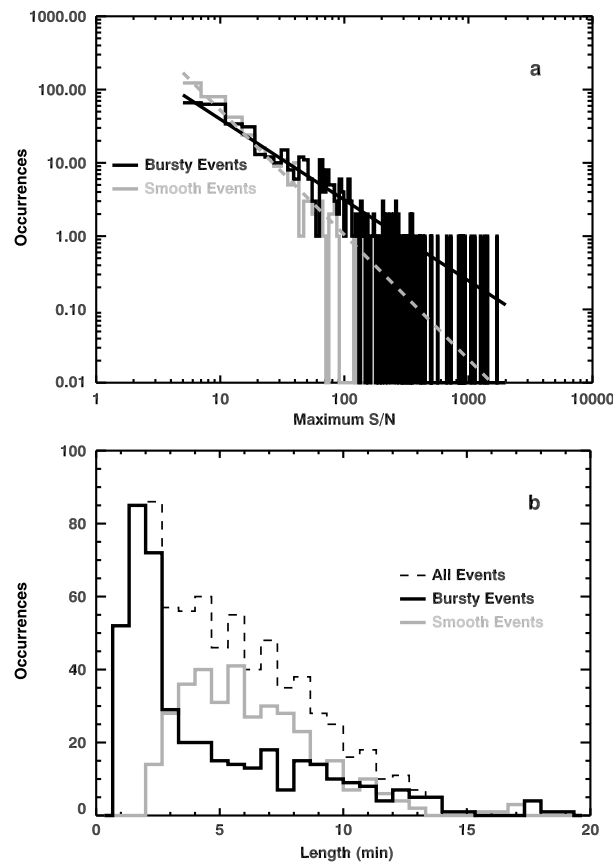 1000.00
a
100.00
Occurrences
10.00
Bursty Events
Smooth Events
1.00
0.10
0.01
1 10 100 1000 10000
Maximum S/N
100
b
80
All Events
Occurrences
60
Bursty Events
Smooth Events
40
20
0
0 5 10 15 20
Length (min)